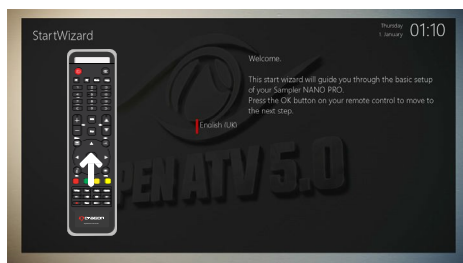 StartWizard
Thursday
1. January
01:10
Welcome.
This start wizard will guide you through the basic setup
of your Sampler NANO PRO.
Press the OK button on your remote control to move to
the next step.
English (UK)
OPENATV 5.0